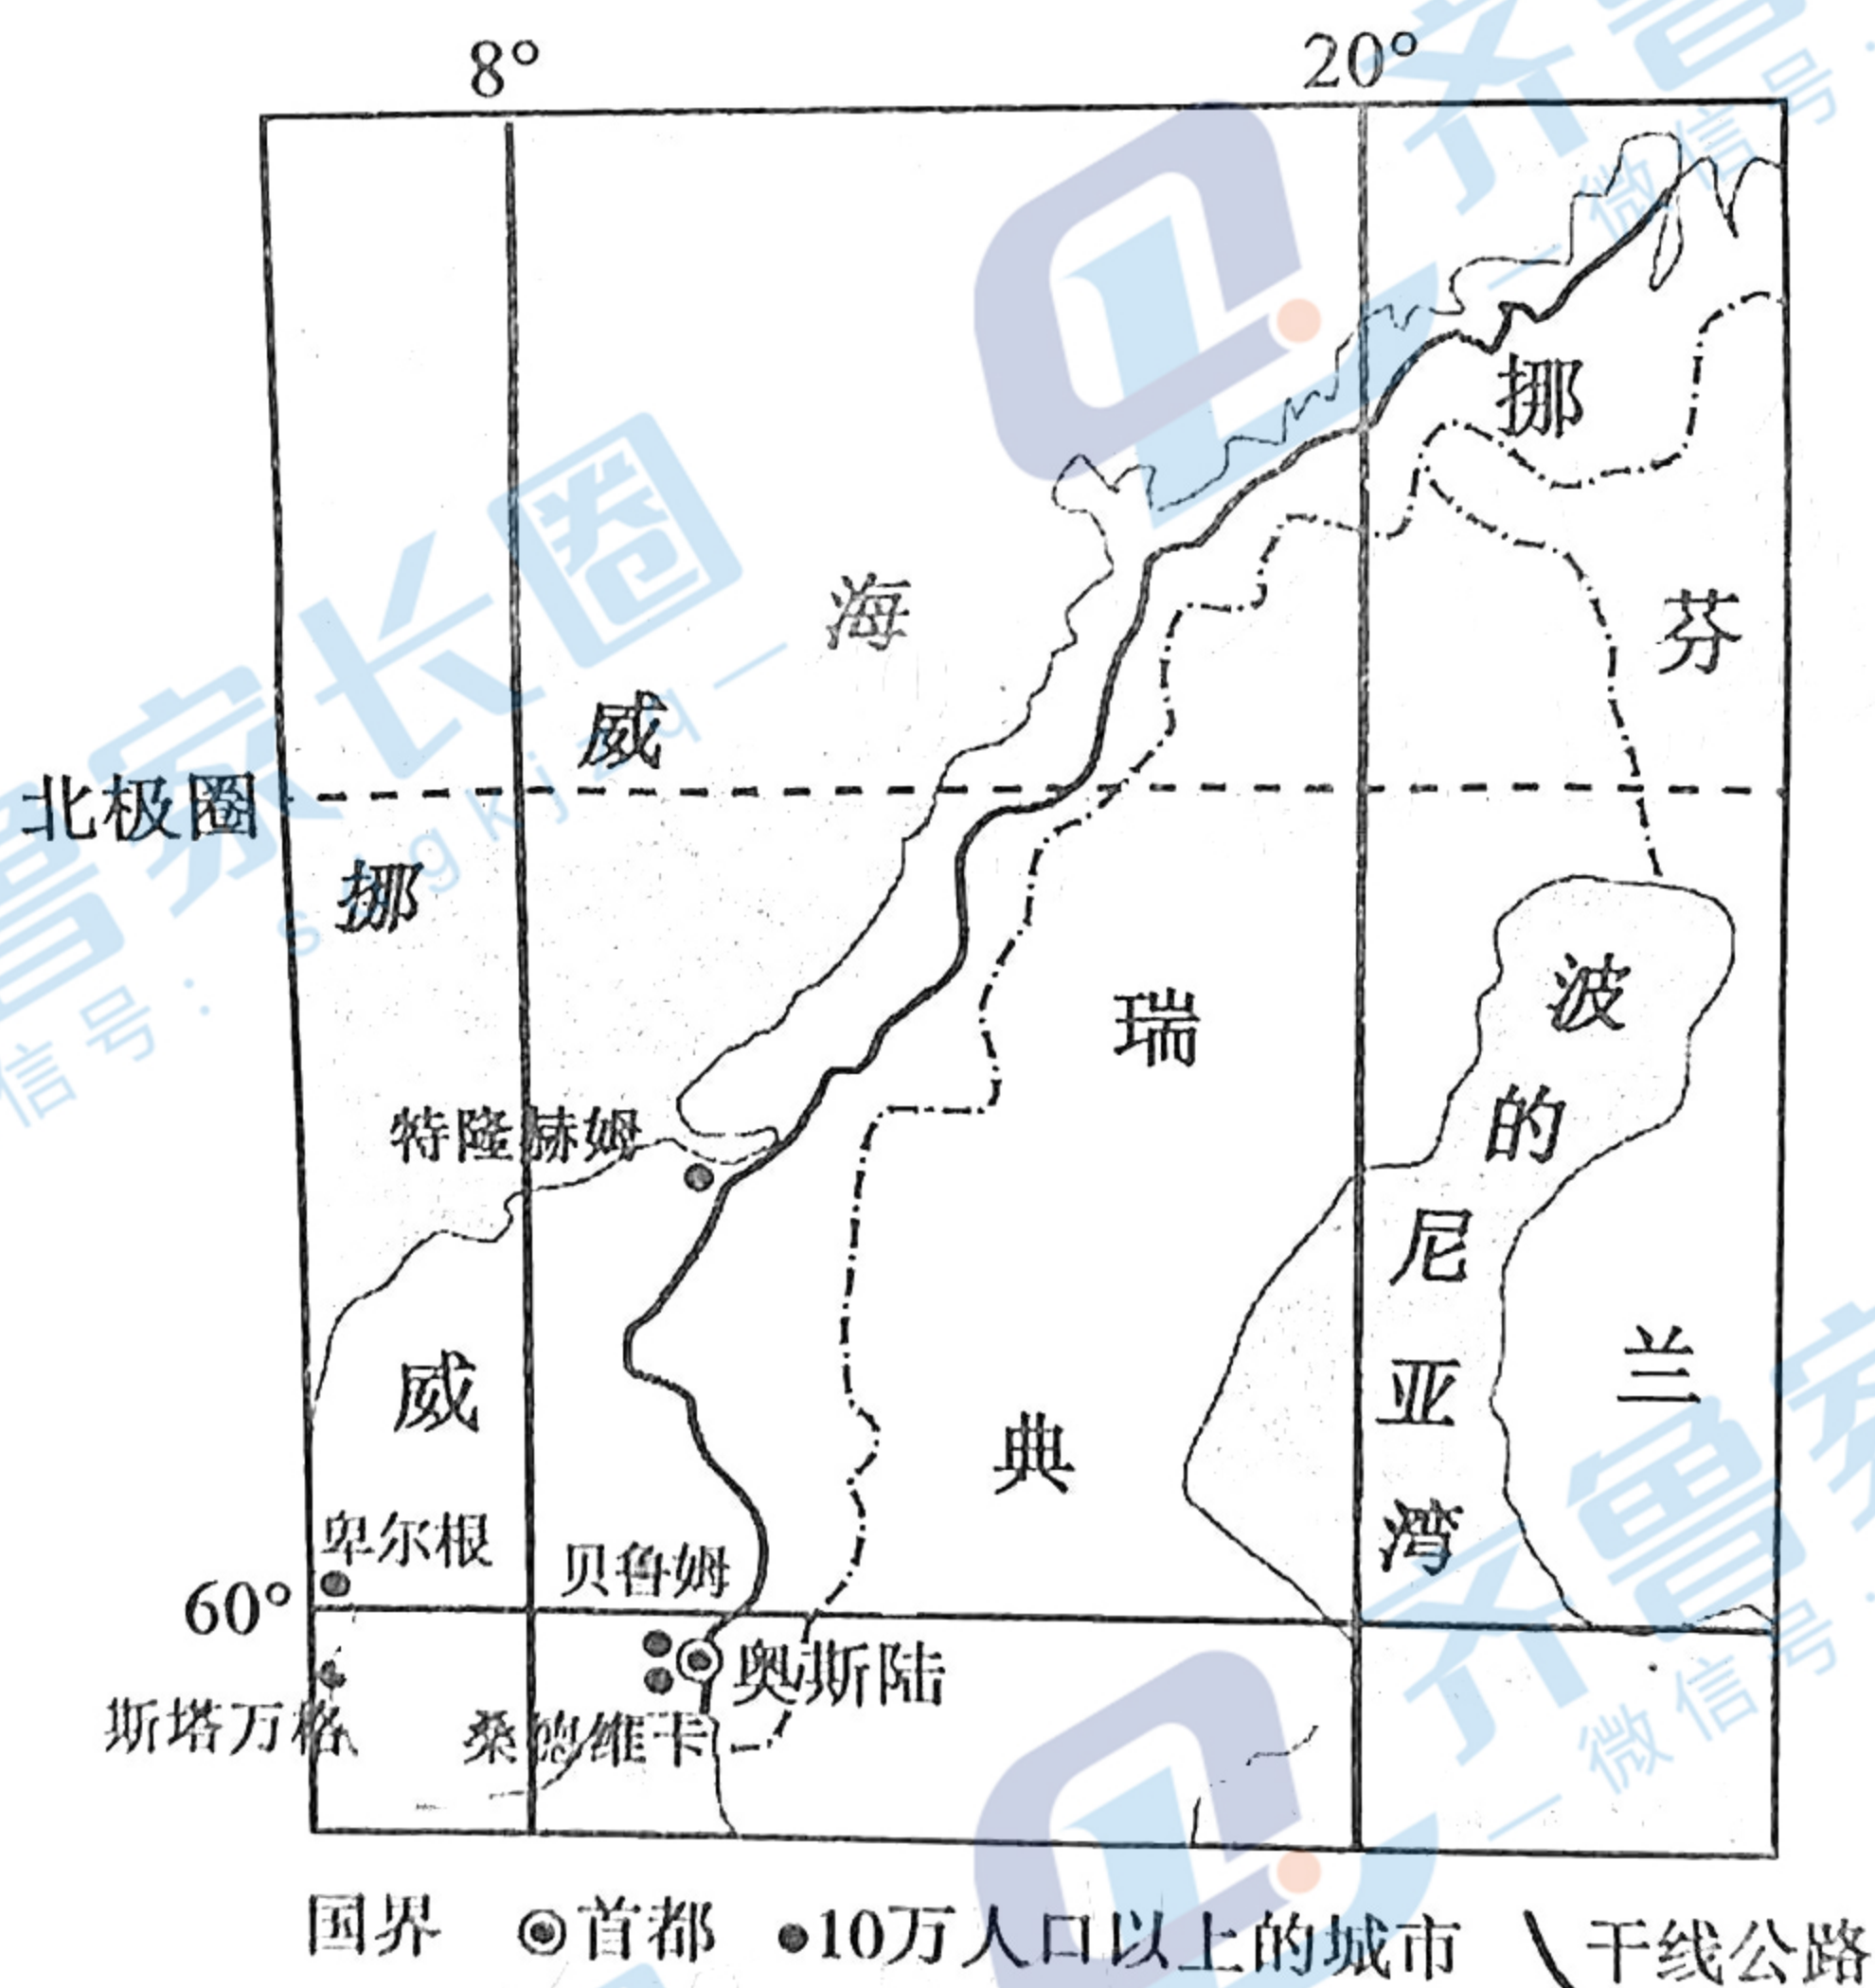 8° 20°
挪
海
芬
威
北极圈
挪
波
瑞
的
特隆赫姆
尼
兰
威
亚
典
湾
卑尔根
贝鲁姆
60°
奥斯陆
斯塔万格
桑德维卡
国界 首都 10万人口以上的城市 干线公路